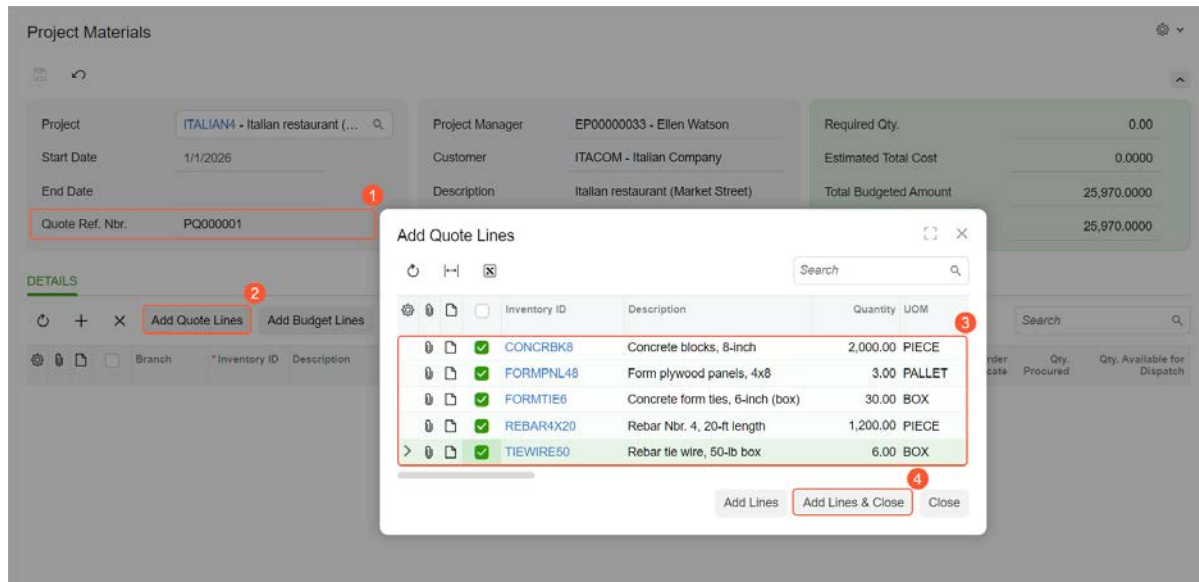 Project Materials
Project ITALIAN4 - Italian restaurant (...
Start Date 1/1/2026
End Date
1
Quote Ref. Nbr. PQ000001
Project Manager EP00000033 - Ellen Watson
Customer ITACOM - Italian Company
Description Italian restaurant (Market Street)
Required Qty. 0.00
Estimated Total Cost 0.0000
Total Budgeted Amount 25,970.0000
25,970.0000
DETAILS
2
Add Quote Lines Add Budget Lines
Search
Branch * Inventory ID Description
Qty. Procured Qty. Available for Dispatch
Add Quote Lines
Search
Inventory ID Description Quantity UOM
3
CONCRBK8 Concrete blocks, 8-inch 2,000.00 PIECE
FORMPNL48 Form plywood panels, 4x8 3.00 PALLET
FORMTIE6 Concrete form ties, 6-inch (box) 30.00 BOX
REBAR4X20 Rebar Nbr. 4, 20-ft length 1,200.00 PIECE
TIEWIRE50 Rebar tie wire, 50-lb box 6.00 BOX
4
Add Lines Add Lines & Close Close